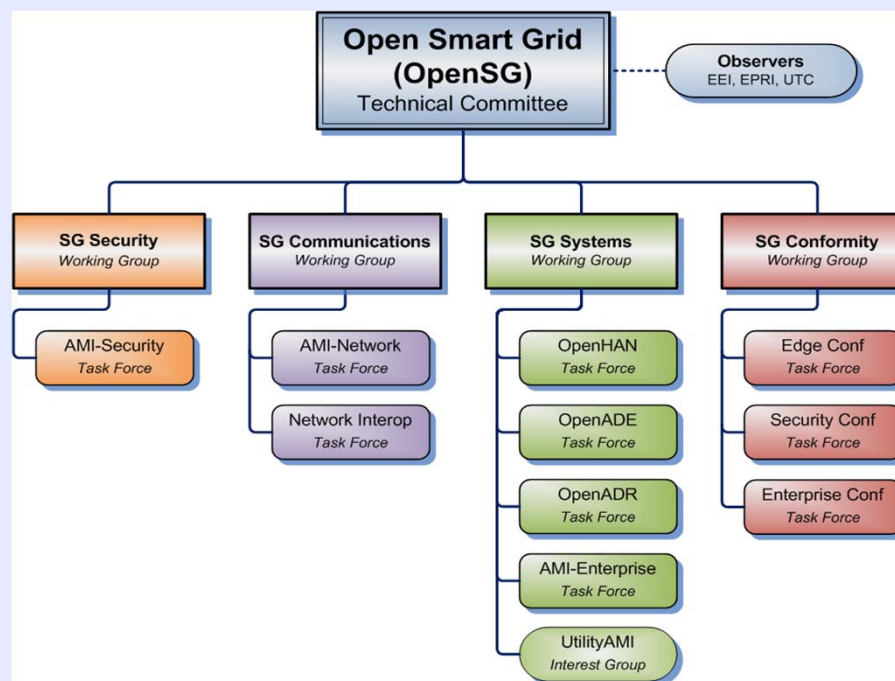 Open Smart Grid
(OpenSG)
Technical Committee
Observers
EEI, EPRI, UTC
SG Security
Working Group
SG Communications
Working Group
SG Systems
Working Group
SG Conformity
Working Group
AMI-Security
Task Force
AMI-Network
Task Force
Network Interop
Task Force
OpenHAN
Task Force
OpenADE
Task Force
OpenADR
Task Force
AMI-Enterprise
Task Force
UtilityAMI
Interest Group
Edge Conf
Task Force
Security Conf
Task Force
Enterprise Conf
Task Force